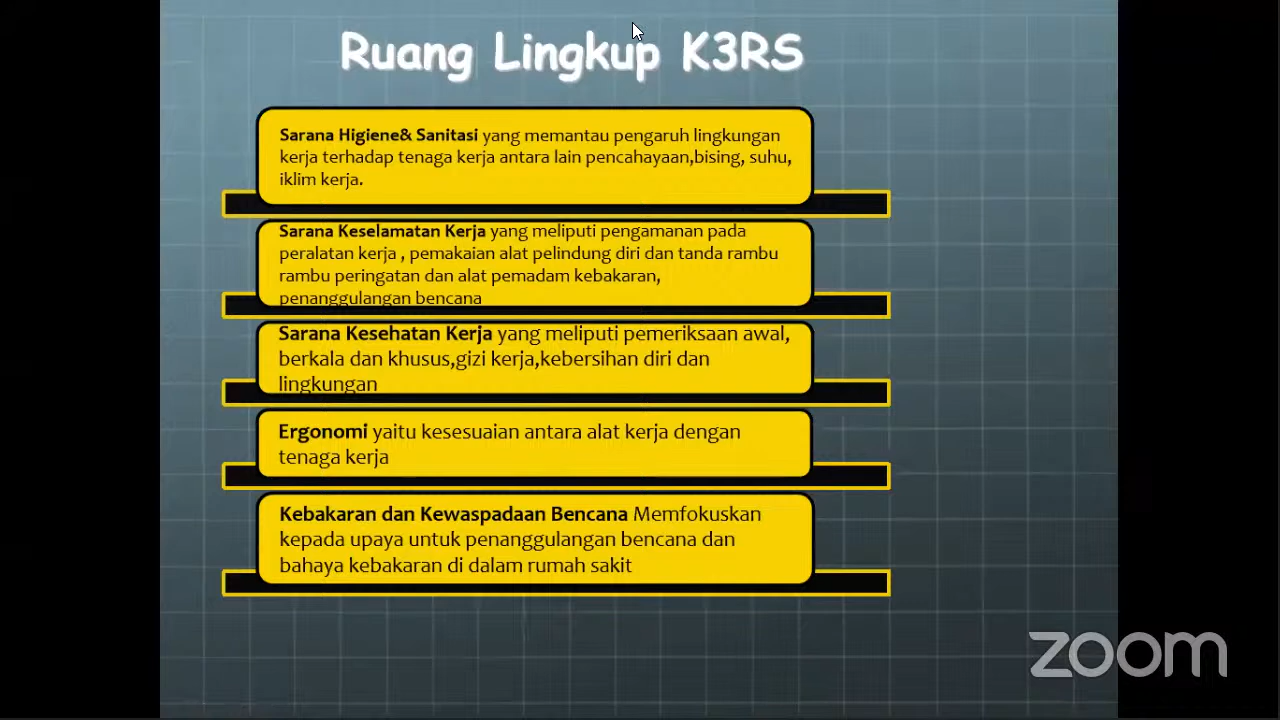 Ruang Lingkup K3RS
Sarana Higiene& Sanitasi yang memantau pengaruh lingkungan
kerja terhadap tenaga kerja antara lain pencahayaan,bising, suhu,
iklim kerja.
Sarana Keselamatan Kerja yang meliputi pengamanan pada
peralatan kerja , pemakaian alat pelindung diri dan tanda rambu
rambu peringatan dan alat pemadam kebakaran,
penanggulangan bencana
Sarana Kesehatan Kerja yang meliputi pemeriksaan awal,
berkala dan khusus,gizi kerja,kebersihan diri dan
lingkungan
Ergonomi yaitu kesesuaian antara alat kerja dengan
tenaga kerja
Kebakaran dan Kewaspadaan Bencana Memfokuskan
kepada upaya untuk penanggulangan bencana dan
bahaya kebakaran di dalam rumah sakit
zoom